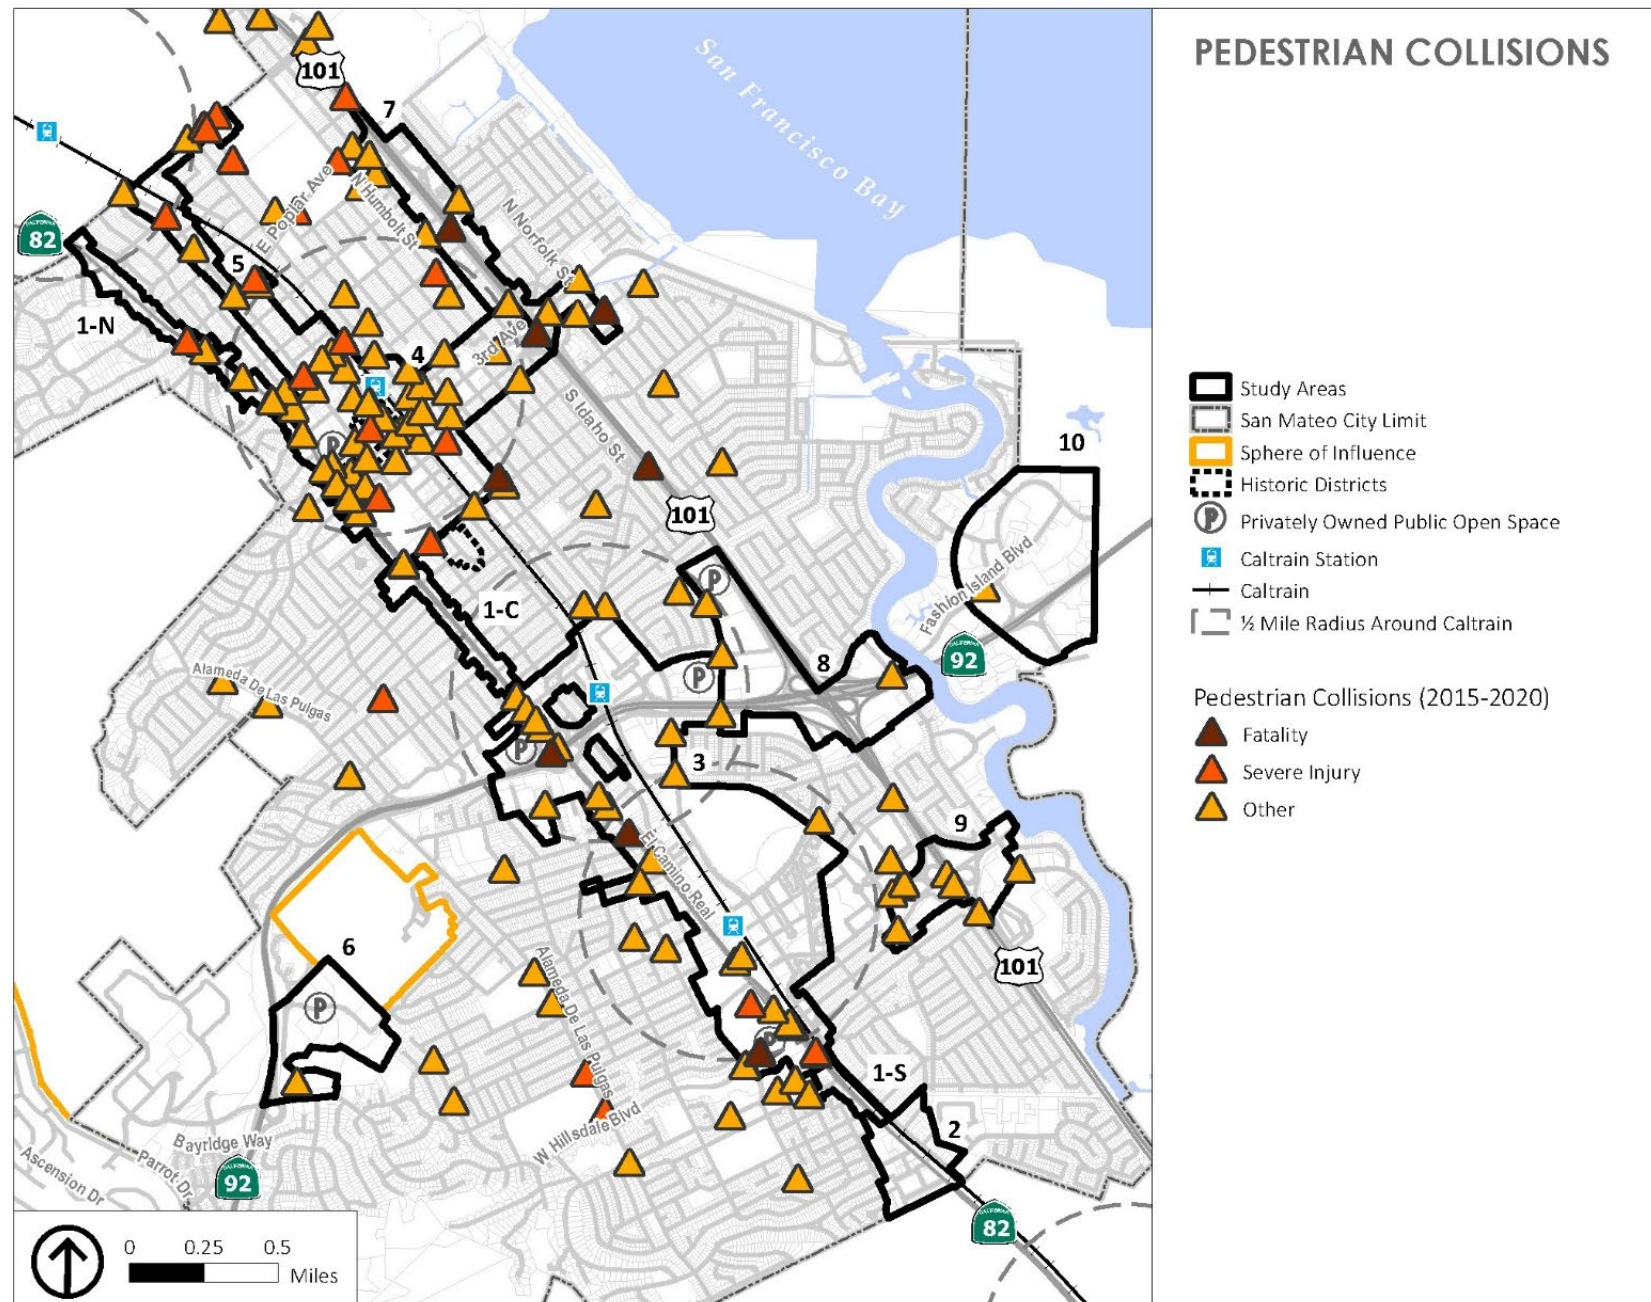 PEDESTRIAN COLLISIONS
San Francisco Bay
101
7
82
E Poplar Ave
N Humbolt St
N Norfolk St
5
1-N
4
3rd Ave
S Idaho St
10
P
101
P
Fashion Island Blvd
1-C
8
92
Alameda De Las Pulgas
P
P
3
9
El Camino Real
6
101
P
Alameda De Las Pulgas
P
1-S
2
W Hillsdale Blvd
Bayridge Way
Parrot Dr
Ascension Dr
92
CALIFORNIA
82
Study Areas
San Mateo City Limit
Sphere of Influence
Historic Districts
P Privately Owned Public Open Space
Caltrain Station
Caltrain
½ Mile Radius Around Caltrain
Pedestrian Collisions (2015-2020)
Fatality
Severe Injury
Other
0 0.25 0.5
Miles